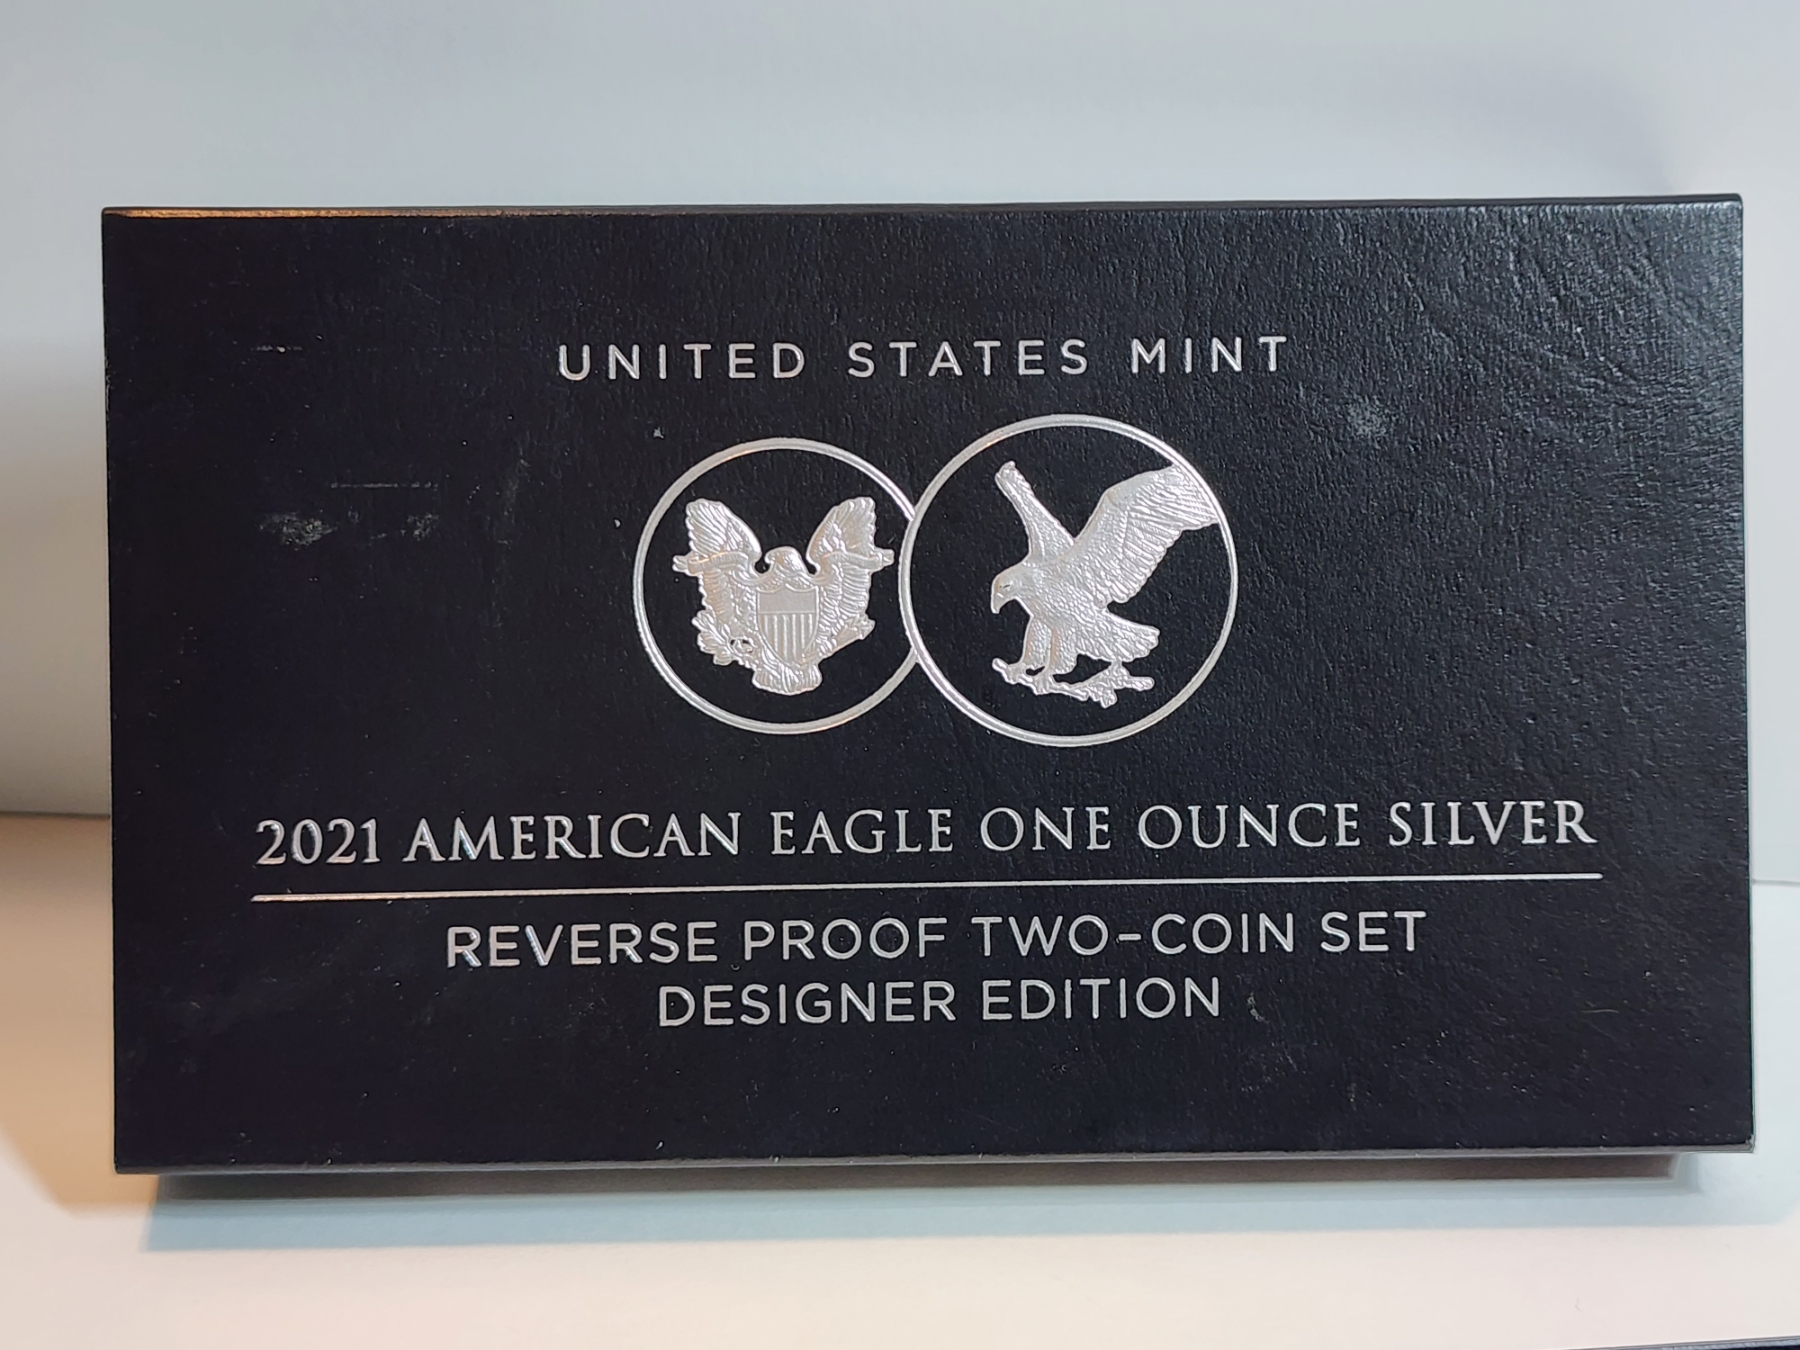 UNITED STATES MINT
2021 AMERICAN EAGLE ONE OUNCE SILVER
REVERSE PROOF TWO-COIN SET
DESIGNER EDITION